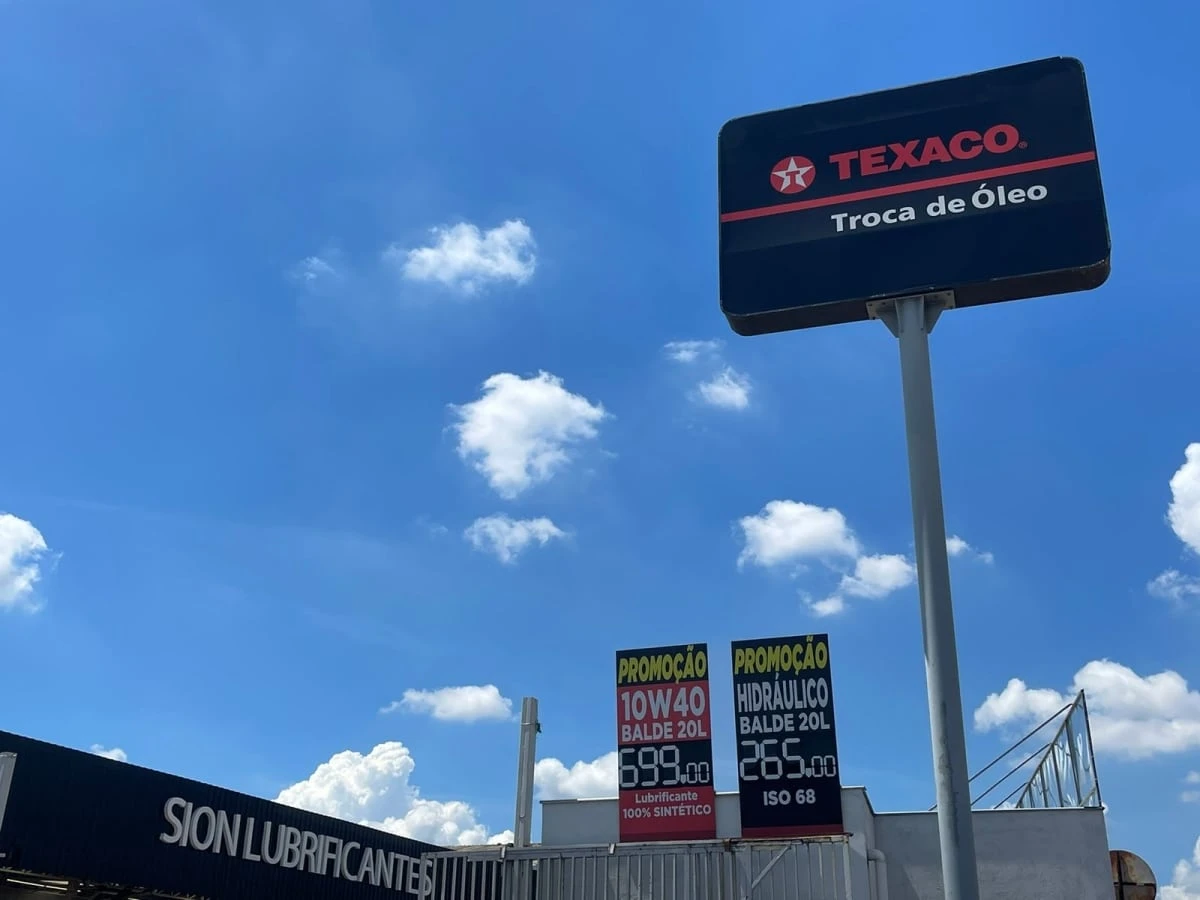 TEXACO®
Troca de Óleo
PROMOÇÃO
10W40
BALDE 20L
699.00
Lubrificante
100% SINTÉTICO
PROMOÇÃO
HIDRÁULICO
BALDE 20L
265.00
ISO 68
SION LUBRIFICANTES